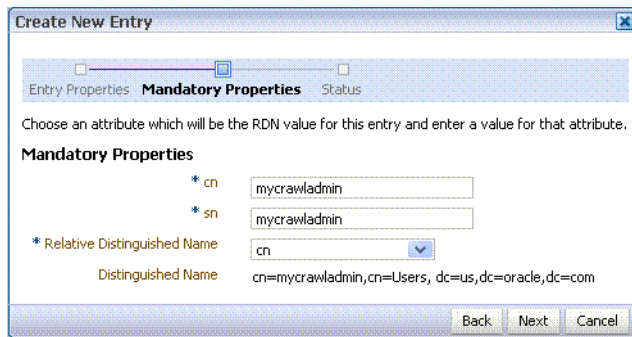 Create New Entry
Entry Properties Mandatory Properties Status
Choose an attribute which will be the RDN value for this entry and enter a value for that attribute.
Mandatory Properties
* cn mycrawladmin
* sn mycrawladmin
* Relative Distinguished Name cn
Distinguished Name cn=mycrawladmin,cn=Users, dc=us,dc=oracle,dc=com
Back Next Cancel